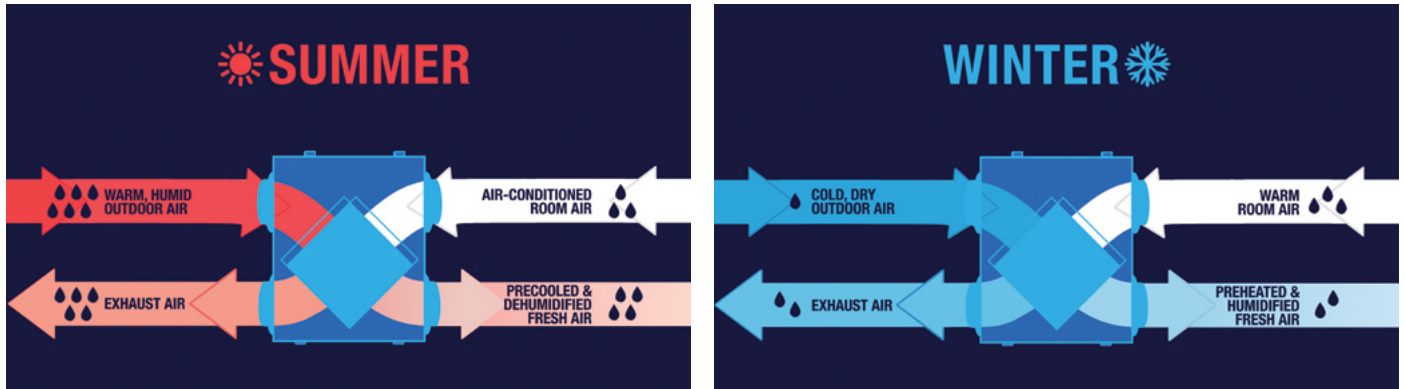 SUMMER
WARM, HUMID
OUTDOOR AIR
AIR-CONDITIONED
ROOM AIR
EXHAUST AIR
PRECOOLED &
DEHUMIDIFIED
FRESH AIR
WINTER
COLD, DRY
OUTDOOR AIR
WARM
ROOM AIR
EXHAUST AIR
PREHEATED &
HUMIDIFIED
FRESH AIR